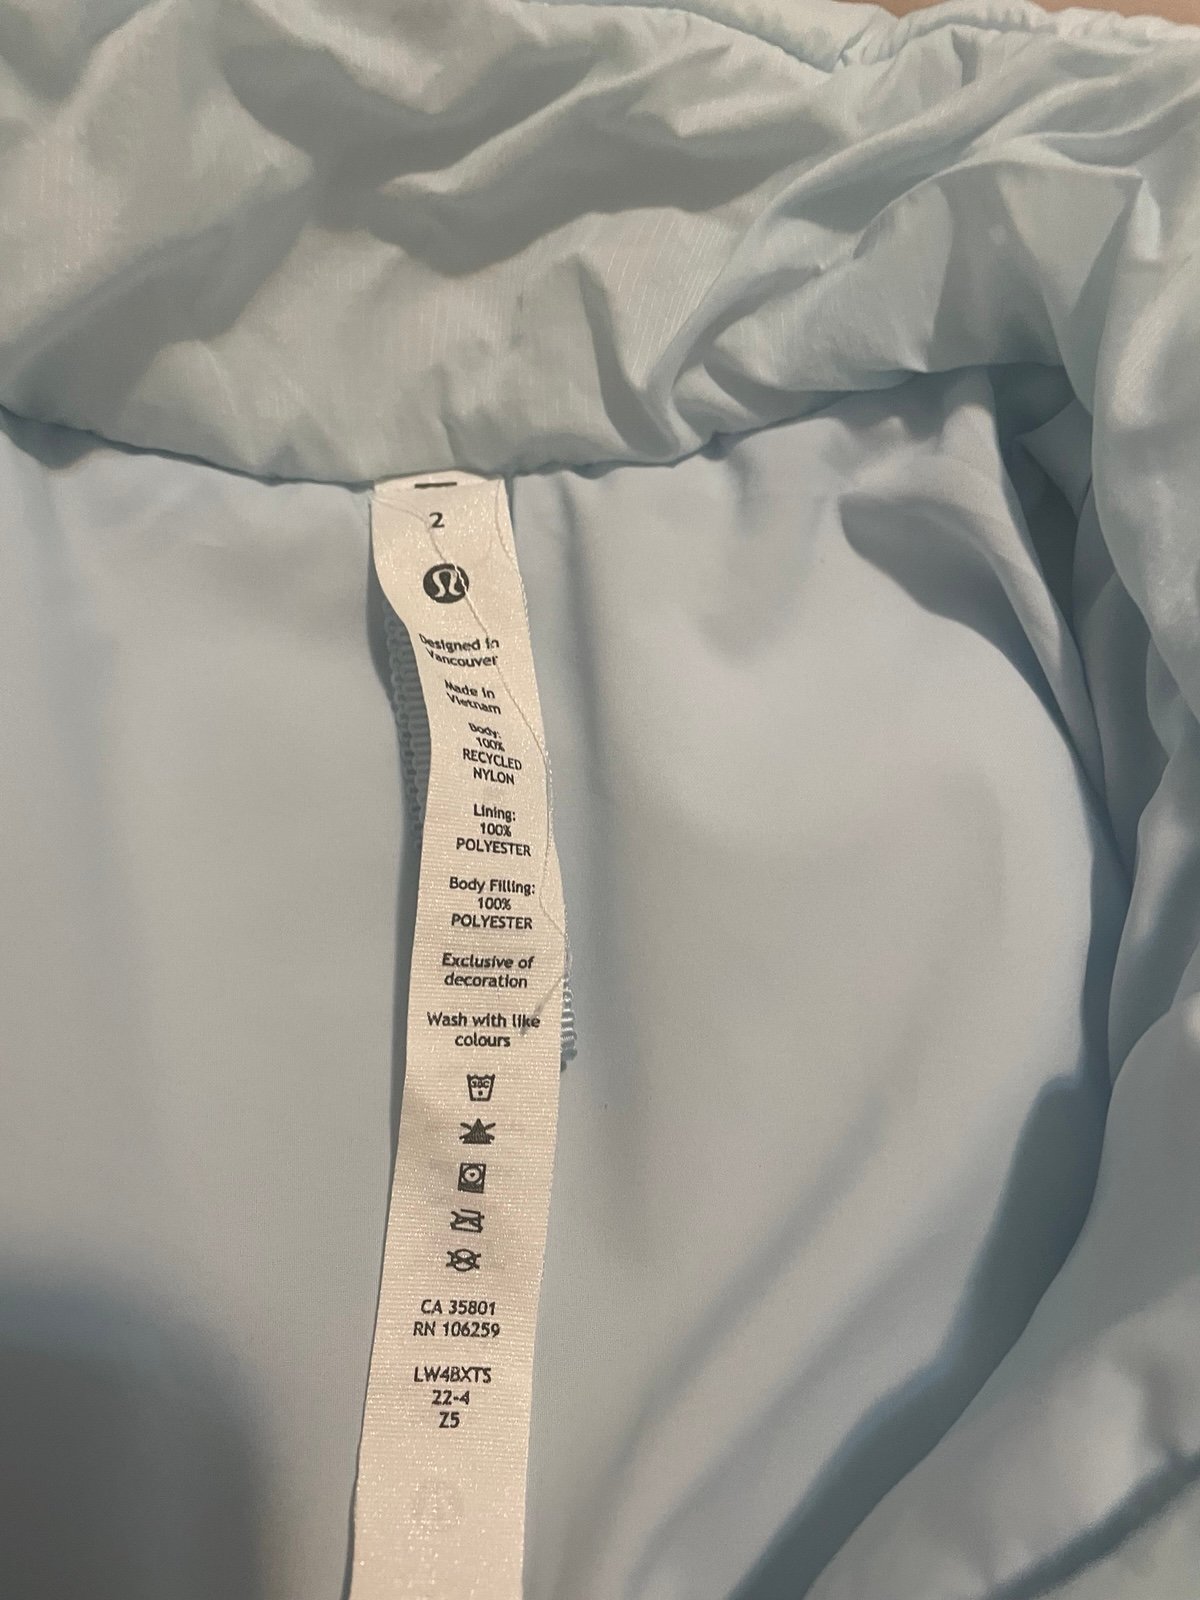 2
Designed in
Vancouver
Made in
Vietnam
Body:
100%
RECYCLED
NYLON
Lining:
100%
POLYESTER
Body Filling:
100%
POLYESTER
Exclusive of
decoration
Wash with like
colours
30C
CA 35801
RN 106259
LW4BXTS
22-4
Z5